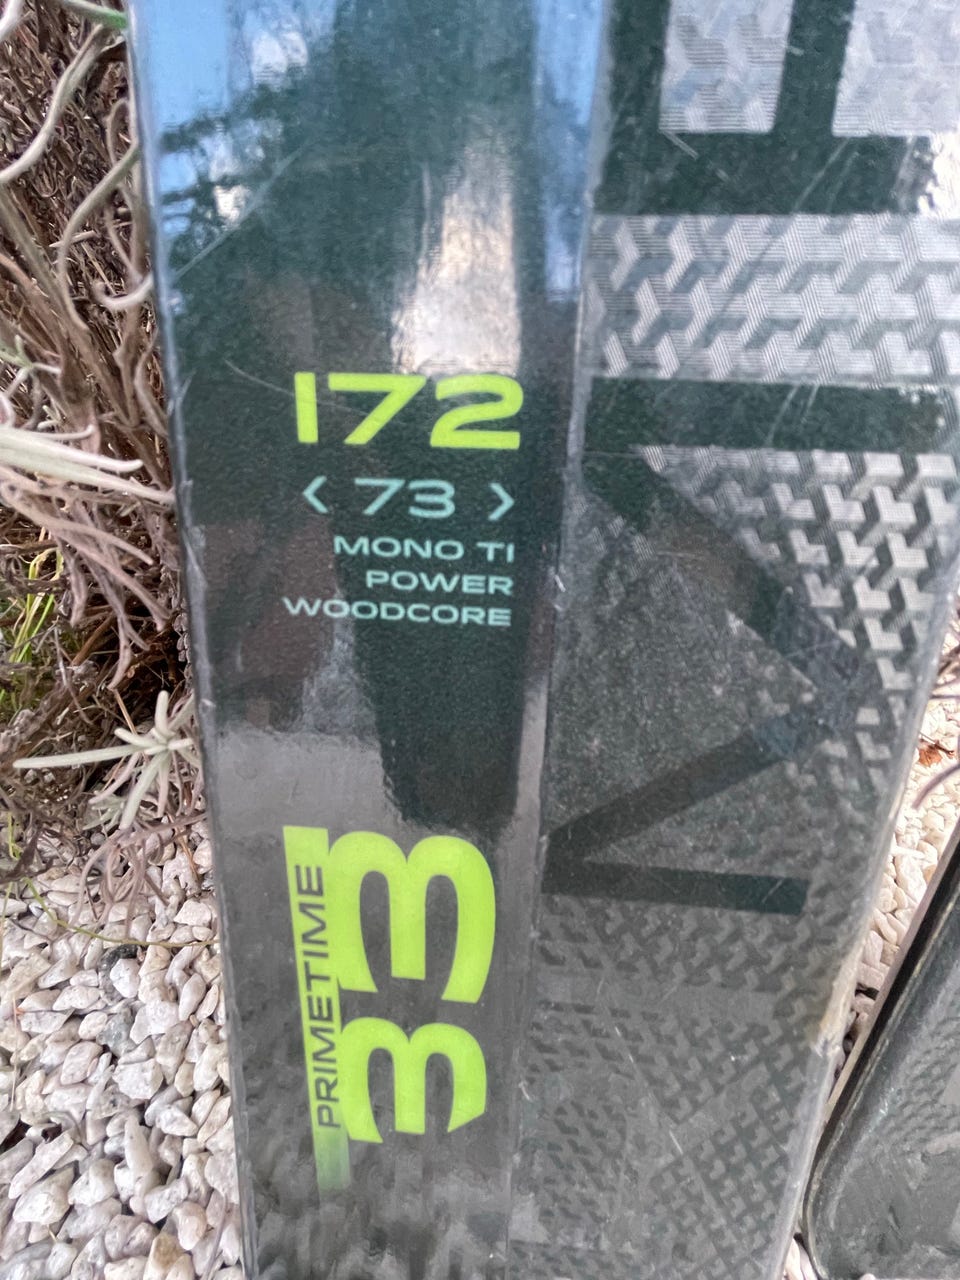 172
< 73 >
MONO TI
POWER
WOODCORE
PRIMETIME
33